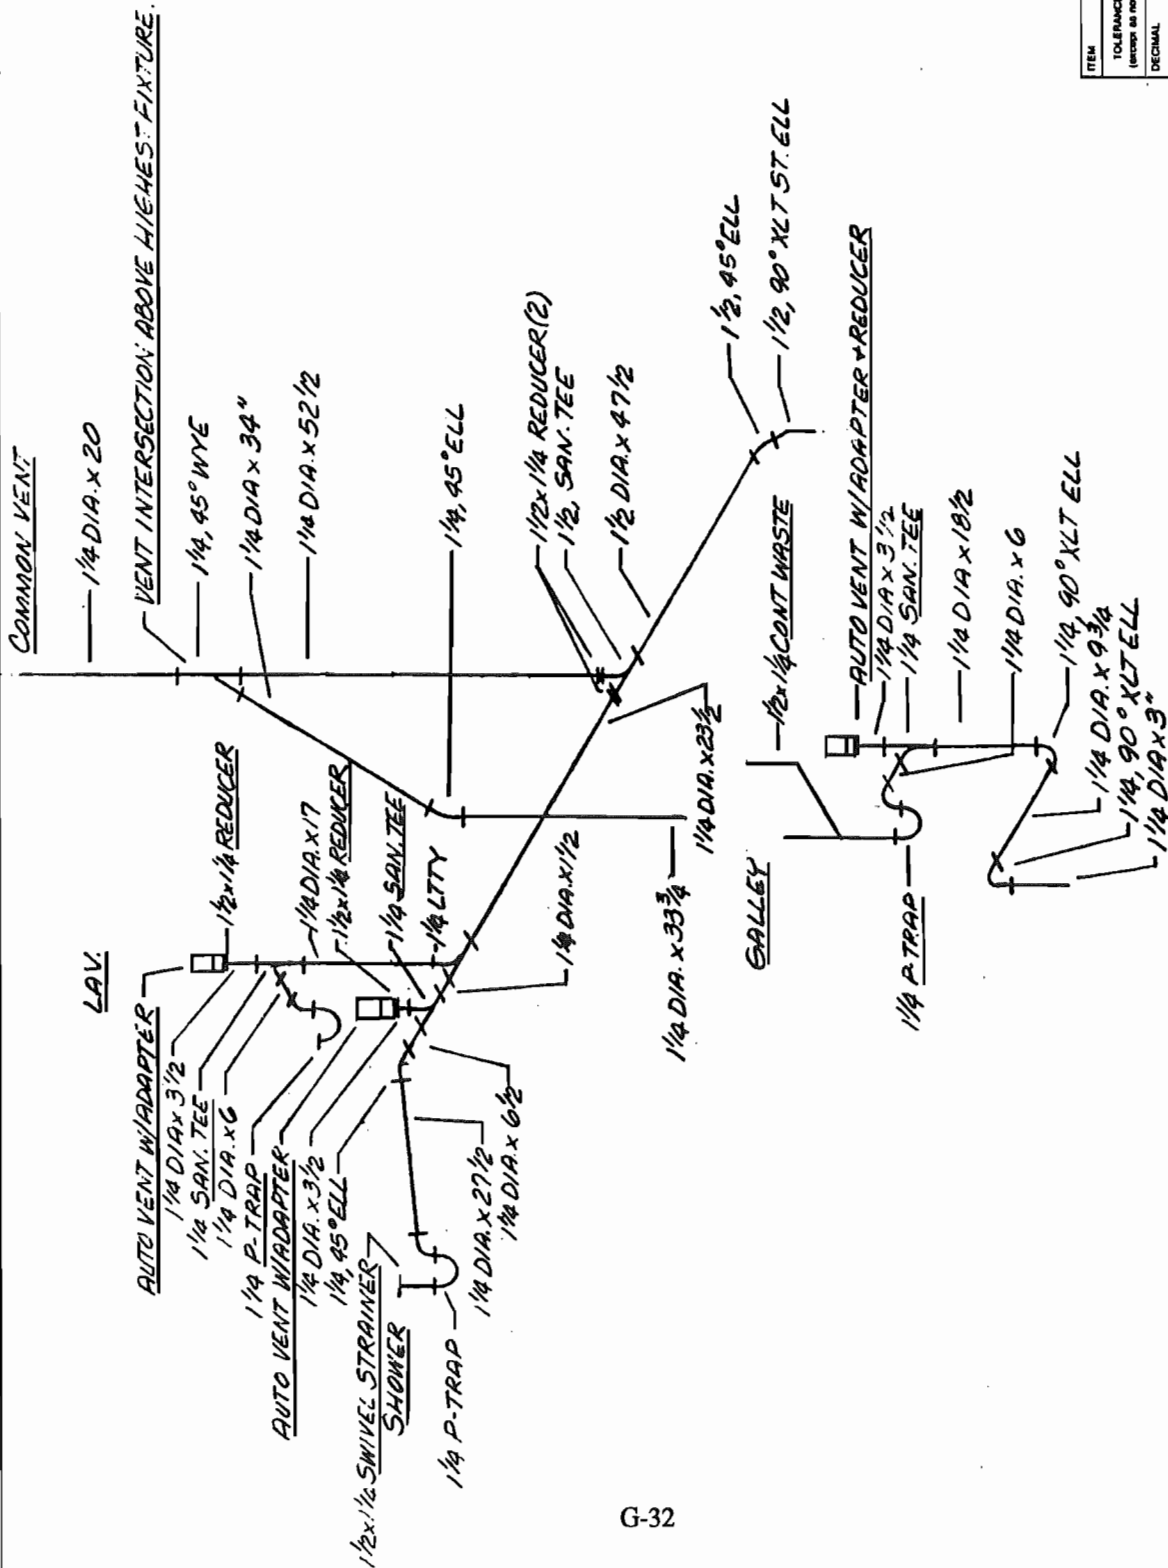 COMMON VENT
1¼ DIA. x 20
VENT INTERSECTION ABOVE HIGHEST FIXTURE.
1¼, 45° WYE
1¼ DIA x 34"
1¼ DIA. x 52½
1¼, 45° ELL
1½ x 1¼ REDUCER (2)
1½, SAN. TEE
1½ DIA. x 47½
1½, 45° ELL
1½, 90° XLT ST. ELL
LAV.
AUTO VENT W/ADAPTER
1½ x 1¼ REDUCER
1¼ DIA x 3½
1¼ SAN. TEE
1¼ DIA. x 6
1¼ P-TRAP
1¼ DIA. x 17
1½ x 1¼ REDUCER
1¼ SAN. TEE
1¼ LTTY
AUTO VENT W/ADAPTER
1¼ DIA. x 3½
1¼, 45° ELL
1½ x 1¼ SWIVEL STRAINER
SHOWER
1¼ P-TRAP
1¼ DIA. x 27½
1¼ DIA. x 6½
1¼ DIA. x 1½
1¼ DIA. x 33¾
1¼ DIA. x 23½
GALLEY
1½ x 1¼ CONT WASTE
AUTO VENT W/ADAPTER + REDUCER
1¼ DIA x 3½
1¼ SAN. TEE
1¼ DIA x 18½
1¼ DIA. x 6
1¼ P-TRAP
1¼, 90° XLT ELL
1¼ DIA. x 9¾
1¼, 90° XLT ELL
1¼ DIA x 3"
ITEM
TOLERANCE
(except as no
DECIMAL
G-32